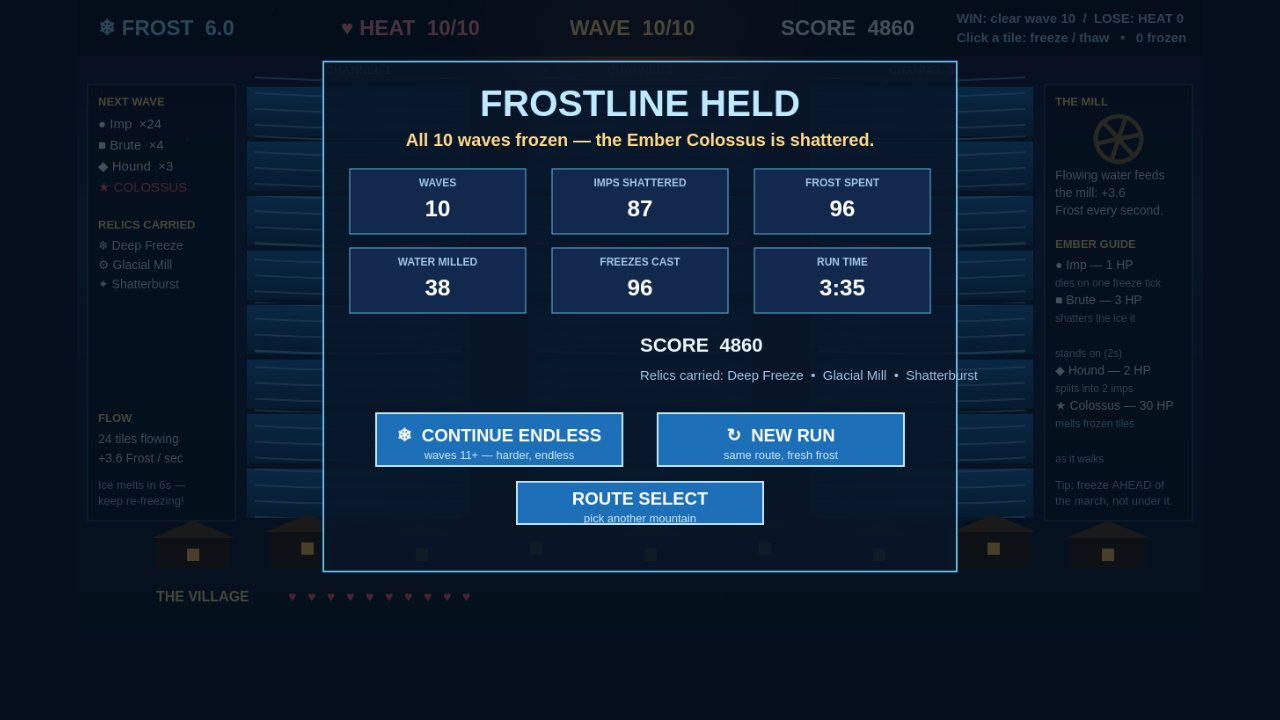 ❄ FROST 6.0
♥ HEAT 10/10
WAVE 10/10
SCORE 4860
WIN: clear wave 10 / LOSE: HEAT 0
Click a tile: freeze / thaw • 0 frozen
CHANNEL 1
CHANNEL 2
CHANNEL 3
NEXT WAVE
● Imp ×24
■ Brute ×4
◆ Hound ×3
★ COLOSSUS
RELICS CARRIED
❄ Deep Freeze
⚙ Glacial Mill
✦ Shatterburst
FLOW
24 tiles flowing
+3.6 Frost / sec
Ice melts in 6s —
keep re-freezing!
FROSTLINE HELD
All 10 waves frozen — the Ember Colossus is shattered.
WAVES
10
IMPS SHATTERED
87
FROST SPENT
96
WATER MILLED
38
FREEZES CAST
96
RUN TIME
3:35
SCORE 4860
Relics carried: Deep Freeze • Glacial Mill • Shatterburst
❄ CONTINUE ENDLESS
waves 11+ — harder, endless
↻ NEW RUN
same route, fresh frost
ROUTE SELECT
pick another mountain
THE MILL
Flowing water feeds
the mill: +3.6
Frost every second.
EMBER GUIDE
● Imp — 1 HP
dies on one freeze tick
■ Brute — 3 HP
shatters the ice it
stands on (2s)
◆ Hound — 2 HP
splits into 2 imps
★ Colossus — 30 HP
melts frozen tiles
as it walks
Tip: freeze AHEAD of
the march, not under it.
THE VILLAGE ♥ ♥ ♥ ♥ ♥ ♥ ♥ ♥ ♥ ♥